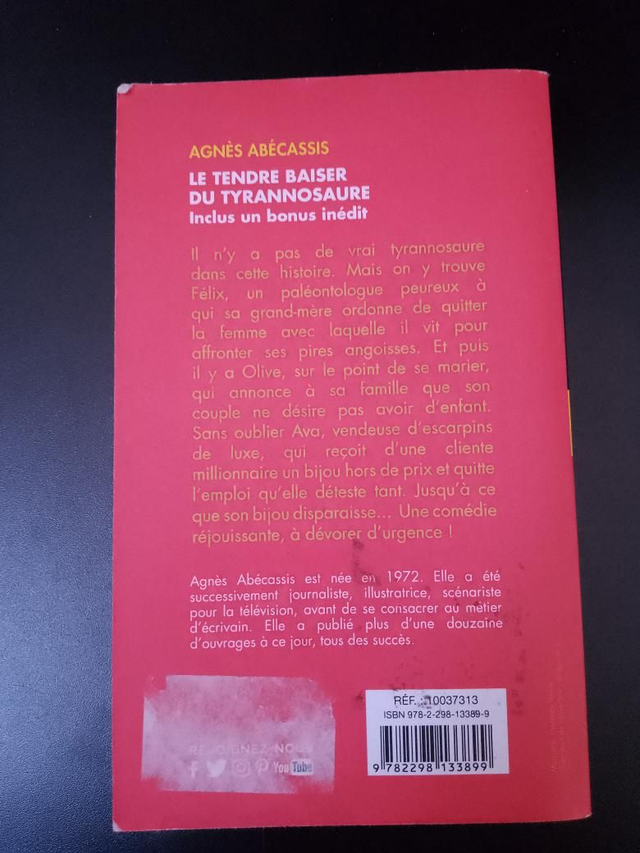 AGNÈS ABÉCASSIS
LE TENDRE BAISER
DU TYRANNOSAURE
Inclus un bonus inédit
Il n'y a pas de vrai tyrannosaure
dans cette histoire. Mais on y trouve
Félix, un paléontologue peureux à
qui sa grand-mère ordonne de quitter
la femme avec laquelle il vit pour
affronter ses pires angoisses. Et puis
il y a Olive, sur le point de se marier,
qui annonce à sa famille que son
couple ne désire pas avoir d'enfant.
Sans oublier Ava, vendeuse d'escarpins
de luxe, qui reçoit d'une cliente
millionnaire un bijou hors de prix et quitte
l'emploi qu'elle déteste tant. Jusqu'à ce
que son bijou disparaisse... Une comédie
réjouissante, à dévorer d'urgence !
Agnès Abécassis est née en 1972. Elle a été
successivement journaliste, illustratrice, scénariste
pour la télévision, avant de se consacrer au métier
d'écrivain. Elle a publié plus d'une douzaine
d'ouvrages à ce jour, tous des succès.
REJOIGNEZ-NOUS
You Tube
RÉF. : 10037313
ISBN 978-2-298-13389-9
9 782298 133899